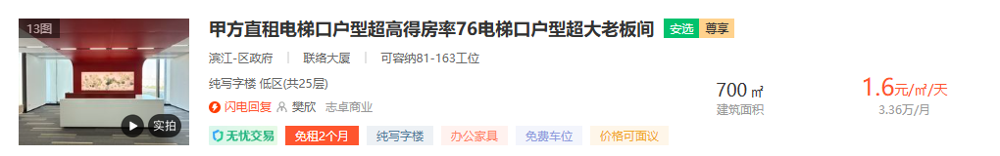 13图
实拍
甲方直租电梯口户型超高得房率76电梯口户型超大老板间 安选 尊享
滨江-区政府 | 联络大厦 | 可容纳81-163工位
纯写字楼 低区(共25层)
闪电回复 樊欣 志卓商业
无忧交易 免租2个月 纯写字楼 办公家具 免费车位 价格可面议
700㎡
建筑面积
1.6元/㎡/天
3.36万/月